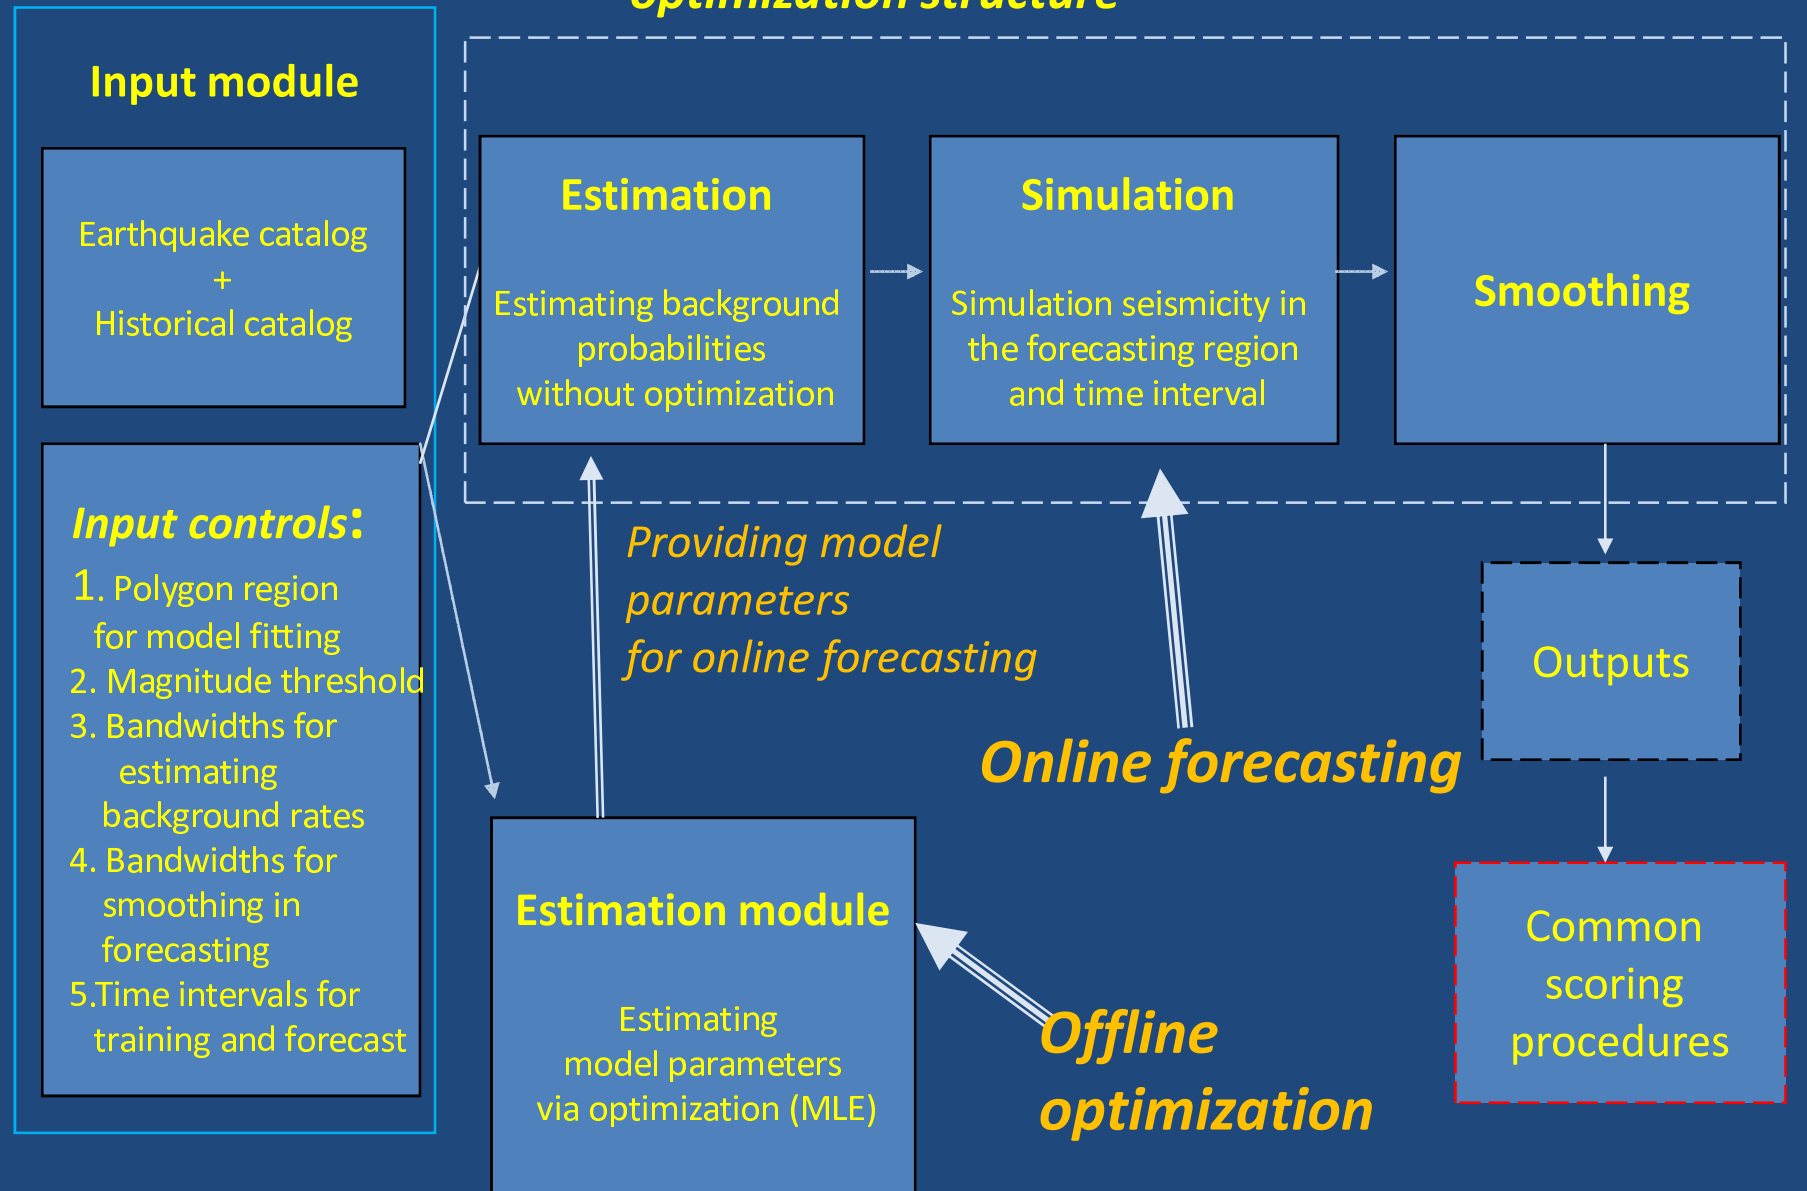 optimization structure
Input module
Earthquake catalog
+
Historical catalog
Input controls:
1. Polygon region
for model fitting
2. Magnitude threshold
3. Bandwidths for
estimating
background rates
4. Bandwidths for
smoothing in
forecasting
5.Time intervals for
training and forecast
Estimation
Estimating background
probabilities
without optimization
Simulation
Simulation seismicity in
the forecasting region
and time interval
Smoothing
Providing model
parameters
for online forecasting
Online forecasting
Outputs
Estimation module
Estimating
model parameters
via optimization (MLE)
Offline
optimization
Common
scoring
procedures